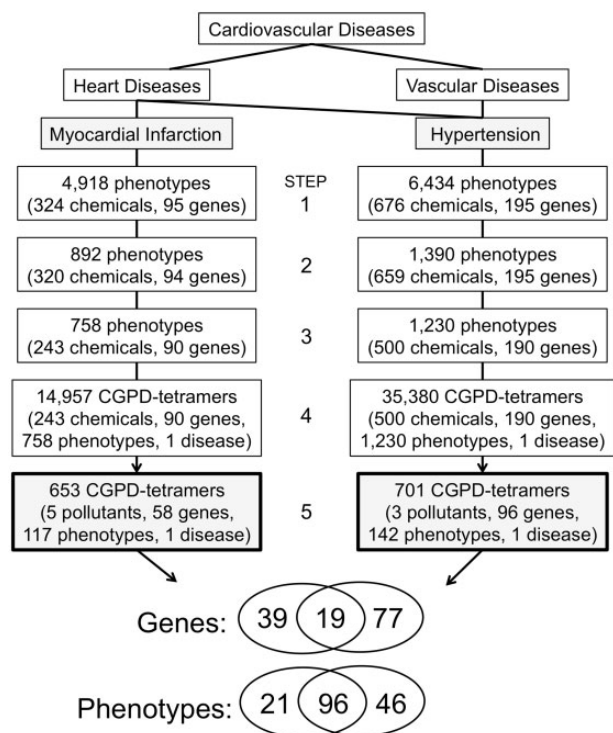 Cardiovascular Diseases
Heart Diseases
Vascular Diseases
Myocardial Infarction
Hypertension
4,918 phenotypes
(324 chemicals, 95 genes)
STEP
1
6,434 phenotypes
(676 chemicals, 195 genes)
892 phenotypes
(320 chemicals, 94 genes)
2
1,390 phenotypes
(659 chemicals, 195 genes)
758 phenotypes
(243 chemicals, 90 genes)
3
1,230 phenotypes
(500 chemicals, 190 genes)
14,957 CGPD-tetramers
(243 chemicals, 90 genes,
758 phenotypes, 1 disease)
4
35,380 CGPD-tetramers
(500 chemicals, 190 genes,
1,230 phenotypes, 1 disease)
653 CGPD-tetramers
(5 pollutants, 58 genes,
117 phenotypes, 1 disease)
5
701 CGPD-tetramers
(3 pollutants, 96 genes,
142 phenotypes, 1 disease)
Genes: 39 19 77
Phenotypes: 21 96 46